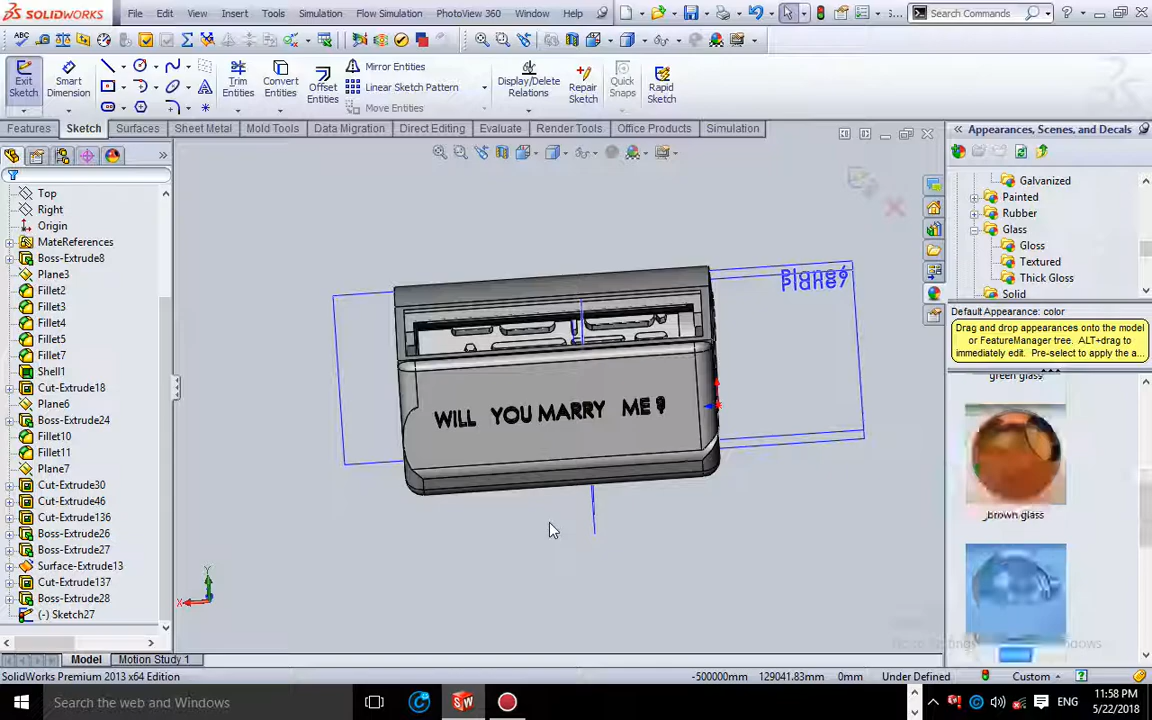 SOLIDWORKS File Edit View Insert Tools Simulation Flow Simulation PhotoView 360 Window Help s... Search Commands
Exit Sketch Smart Dimension Trim Entities Convert Entities Offset Entities Mirror Entities Linear Sketch Pattern Move Entities Display/Delete Relations Repair Sketch Quick Snaps Rapid Sketch
Features Sketch Surfaces Sheet Metal Mold Tools Data Migration Direct Editing Evaluate Render Tools Office Products Simulation
Appearances, Scenes, and Decals
Top
Right
Origin
MateReferences
Boss-Extrude8
Plane3
Fillet2
Fillet3
Fillet4
Fillet5
Fillet7
Shell1
Cut-Extrude18
Plane6
Boss-Extrude24
Fillet10
Fillet11
Plane7
Cut-Extrude30
Cut-Extrude46
Cut-Extrude136
Boss-Extrude26
Boss-Extrude27
Surface-Extrude13
Cut-Extrude137
Boss-Extrude28
(-) Sketch27
Plane6
Plane7
WILL YOU MARRY ME ?
Y
X
Galvanized
Painted
Rubber
Glass
Gloss
Textured
Thick Gloss
Solid
Default Appearance: color
Drag and drop appearances onto the model or FeatureManager tree. ALT+drag to immediately edit. Pre-select to apply the a...
green glass
brown glass
Model Motion Study 1
SolidWorks Premium 2013 x64 Edition -500000mm 129041.83mm 0mm Under Defined Custom
Search the web and Windows ENG 11:58 PM 5/22/2018